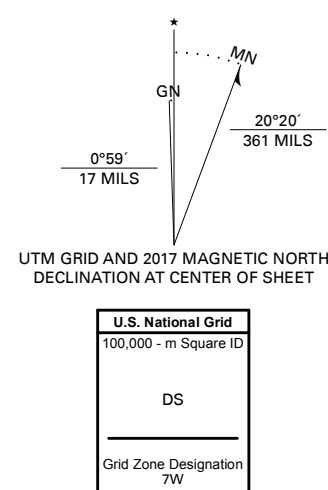 ★
MN
GN
20°20´
361 MILS
0°59´
17 MILS
UTM GRID AND 2017 MAGNETIC NORTH
DECLINATION AT CENTER OF SHEET
U.S. National Grid
100,000 - m Square ID
DS
Grid Zone Designation
7W